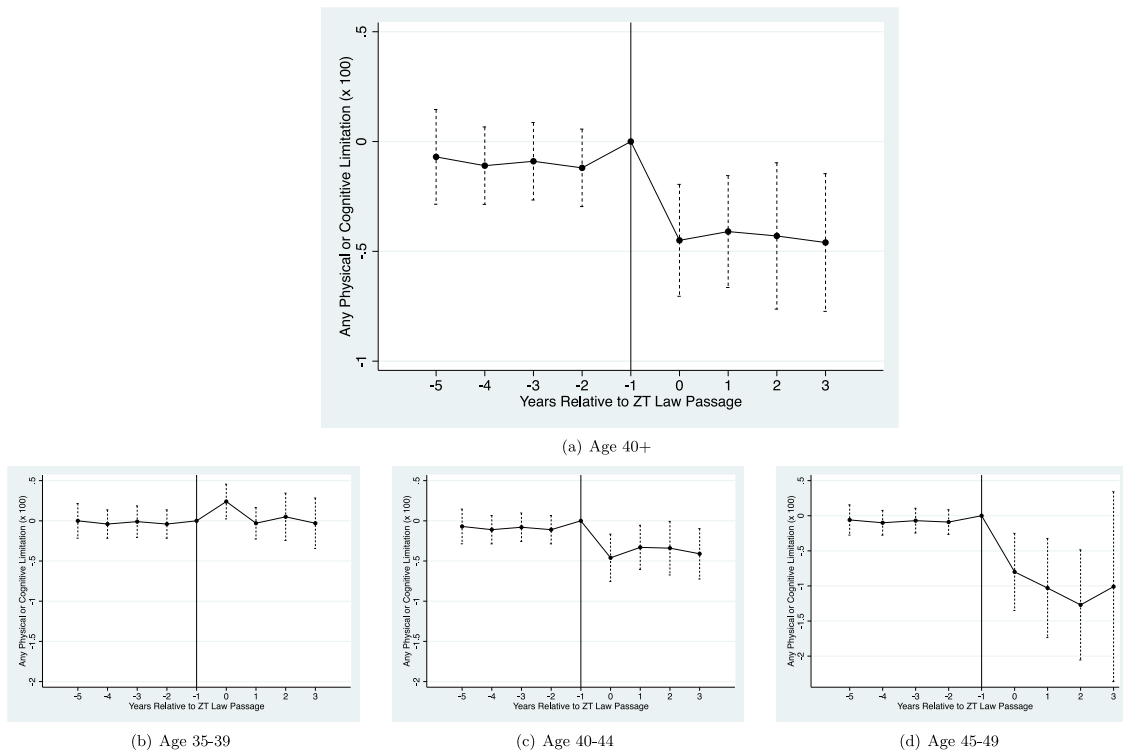 Any Physical or Cognitive Limitation (x 100)
.5
0
-.5
-1
-5 -4 -3 -2 -1 0 1 2 3
Years Relative to ZT Law Passage
(a) Age 40+
Any Physical or Cognitive Limitation (x 100)
.5
0
-.5
-1
-1.5
-2
-5 -4 -3 -2 -1 0 1 2 3
Years Relative to ZT Law Passage
(b) Age 35-39
Any Physical or Cognitive Limitation (x 100)
.5
0
-.5
-1
-1.5
-2
-5 -4 -3 -2 -1 0 1 2 3
Years Relative to ZT Law Passage
(c) Age 40-44
Any Physical or Cognitive Limitation (x 100)
.5
0
-.5
-1
-1.5
-2
-5 -4 -3 -2 -1 0 1 2 3
Years Relative to ZT Law Passage
(d) Age 45-49